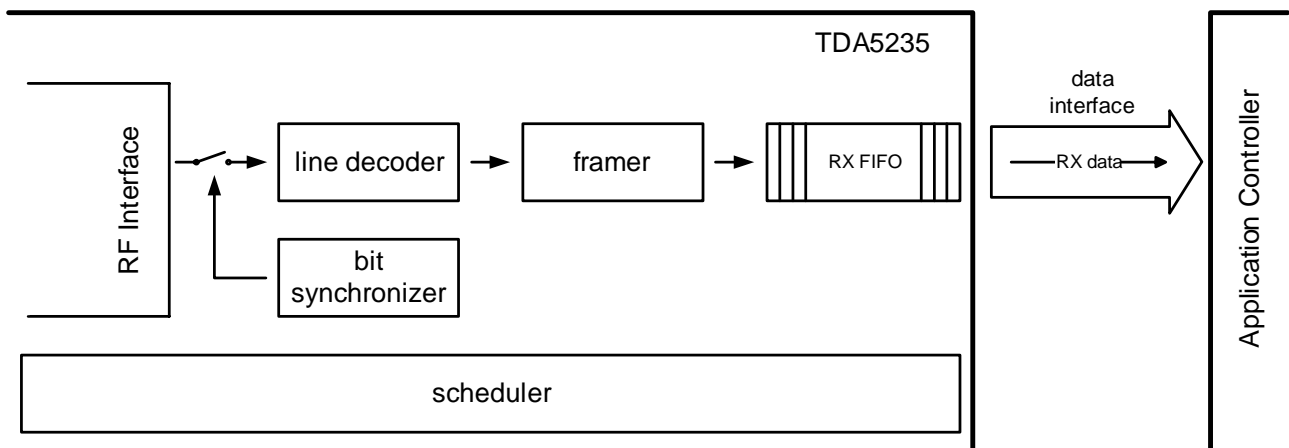 TDA5235
RF Interface
line decoder
framer
RX FIFO
bit
synchronizer
scheduler
data
interface
RX data
Application Controller